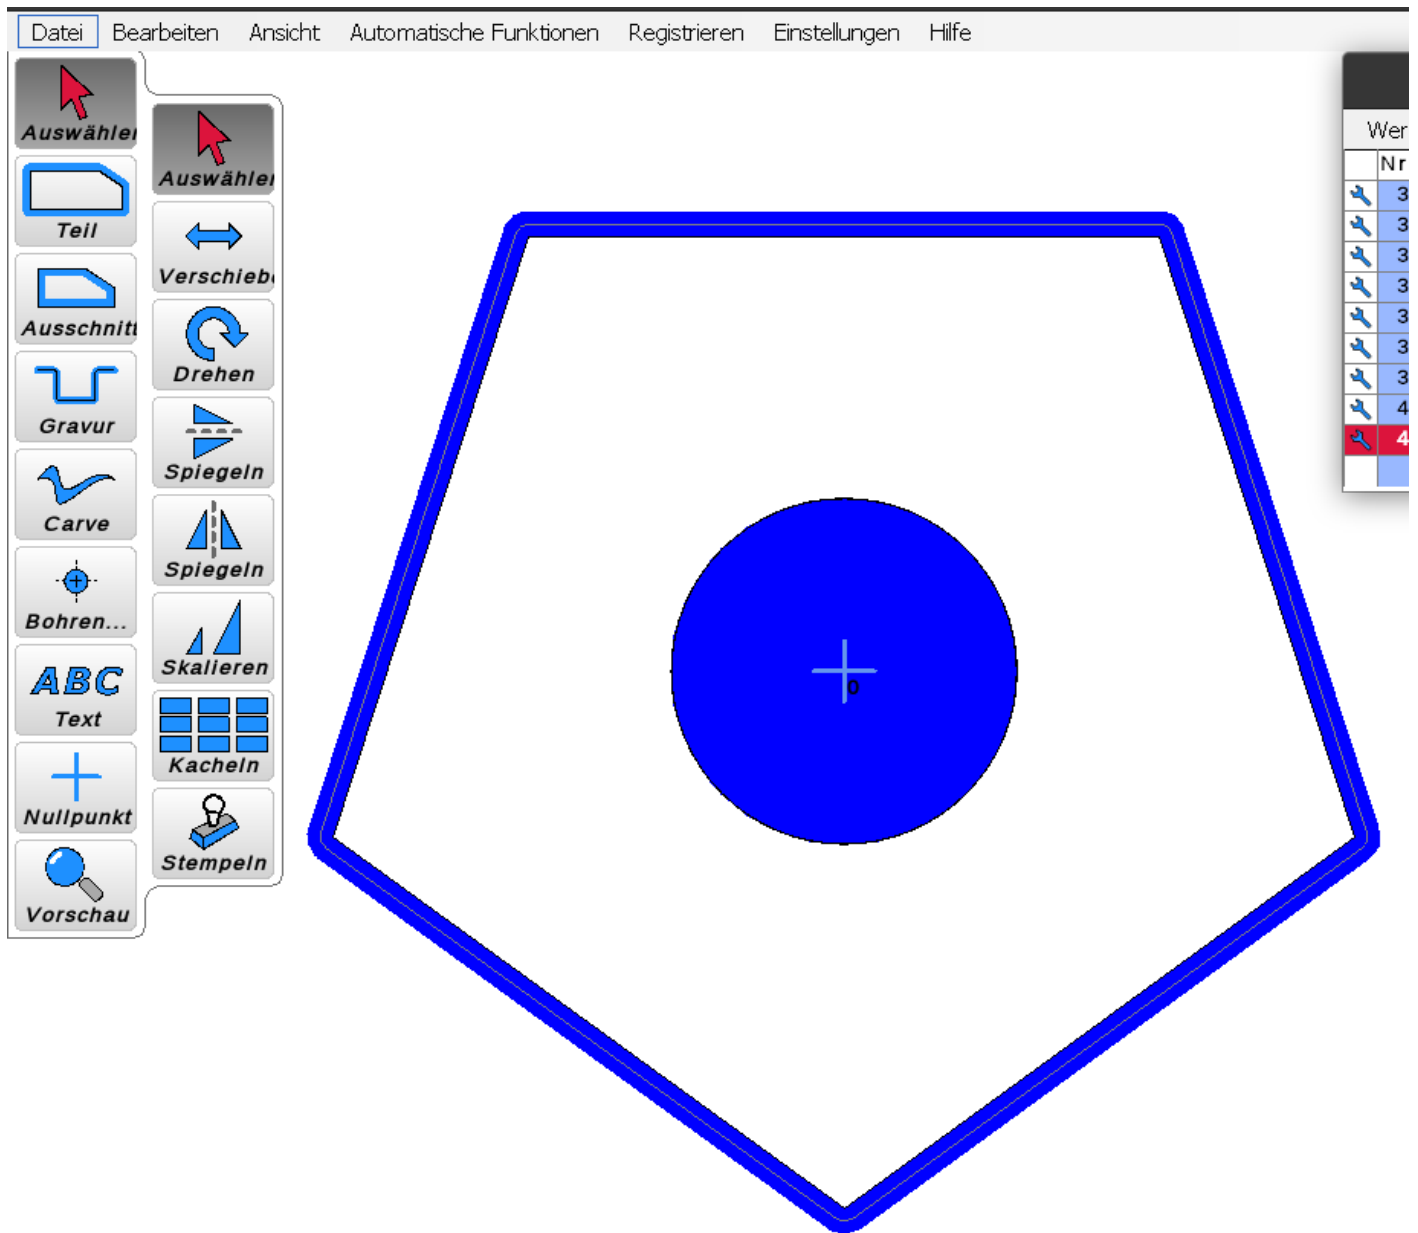 Datei Bearbeiten Ansicht Automatische Funktionen Registrieren Einstellungen Hilfe
Auswähler
Teil
Ausschnitt
Gravur
Carve
Bohren...
ABC
Text
Nullpunkt
Vorschau
Auswähler
Verschiebe
Drehen
Spiegeln
Spiegeln
Skalieren
Kacheln
Stempeln
0
Wer
Nr
3
3
3
3
3
3
3
4
4